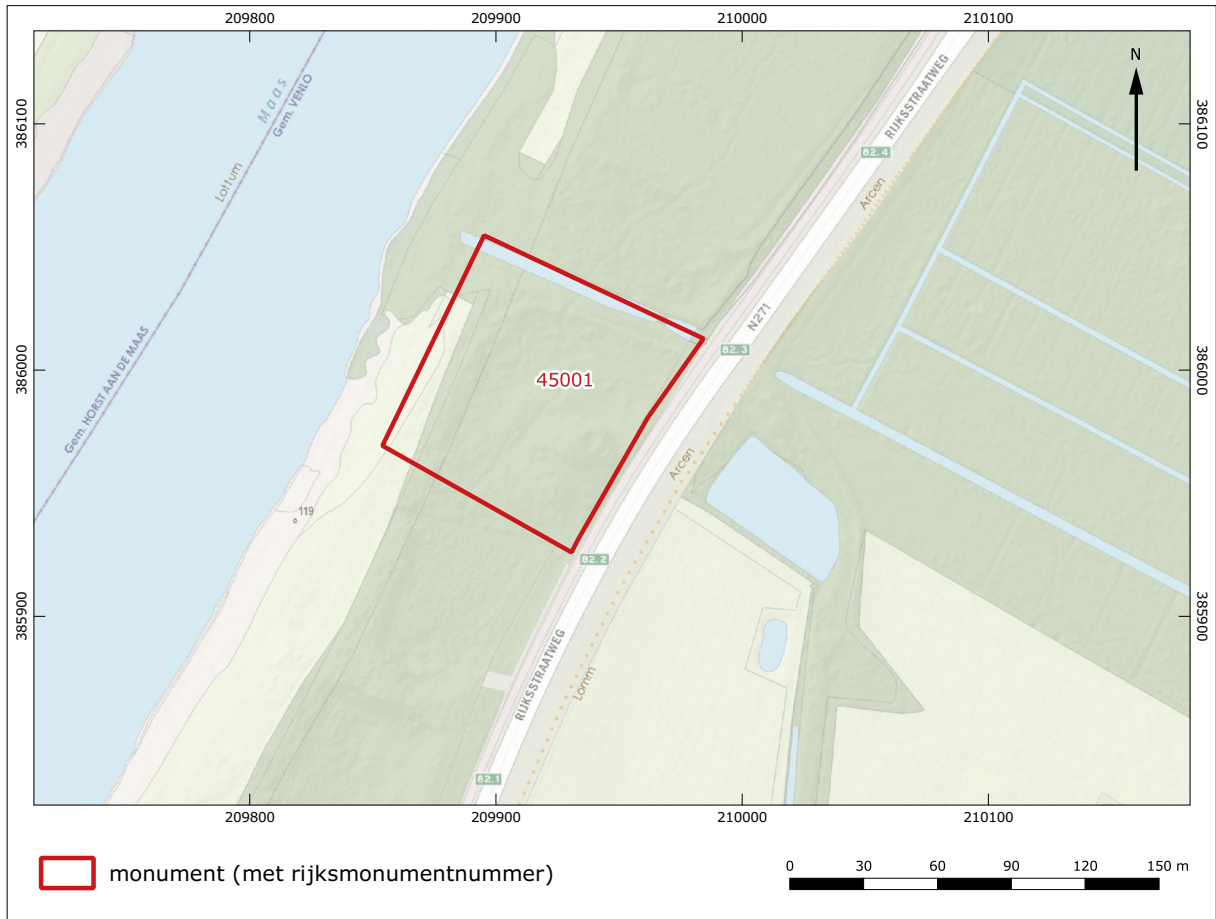 209800 209900 210000 210100
386100
386000
385900
386100
386000
385900
N
Maas
Gem. VENLO
Lottum
Gem. HORST AAN DE MAAS
RIJKSSTRAATWEG
82.4
Arcen
N271
82.3
45001
Arcen
119
82.2
RIJKSSTRAATWEG
Lomm
82.1
209800 209900 210000 210100
monument (met rijksmonumentnummer)
0 30 60 90 120 150 m